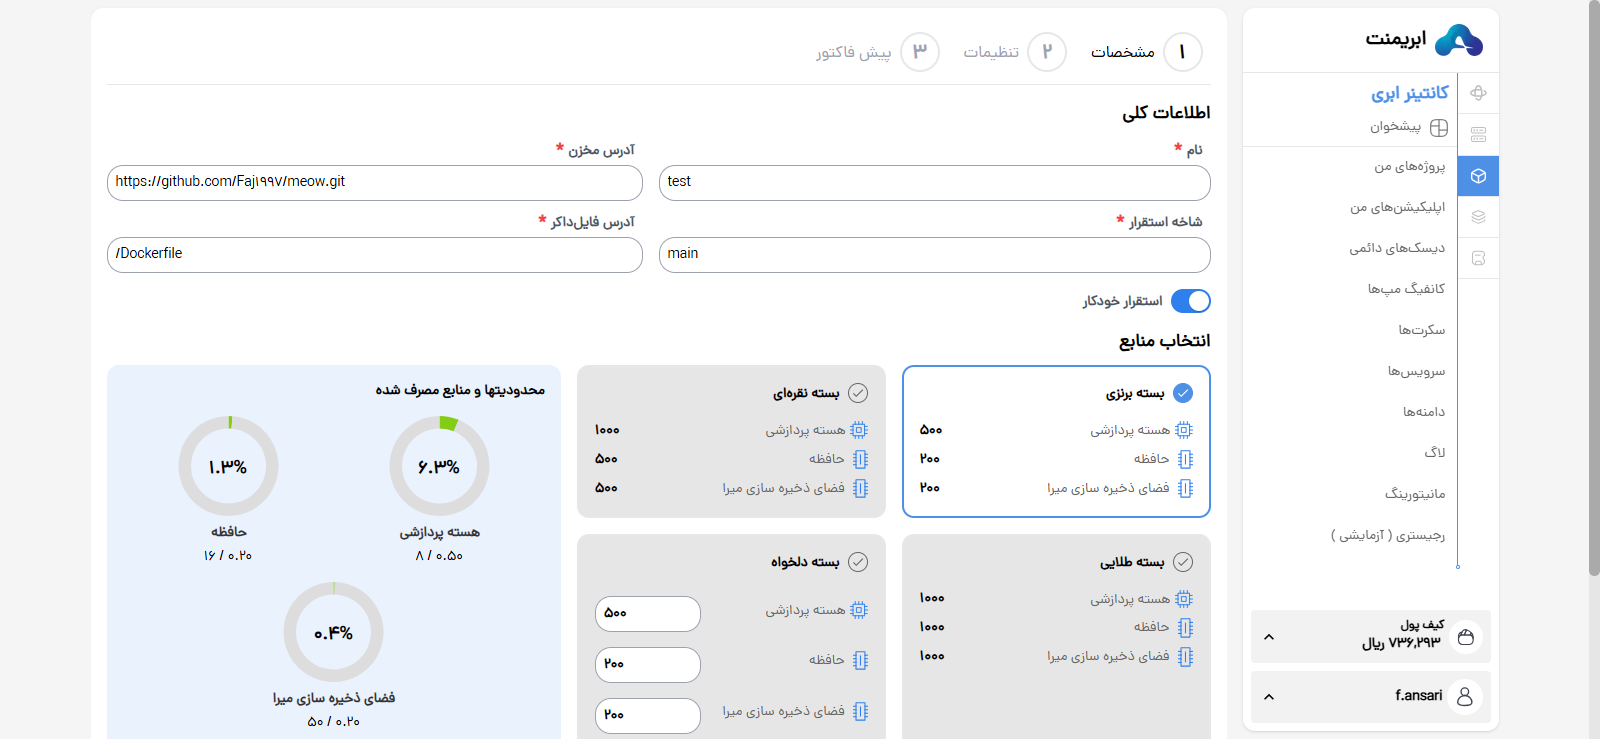 ابریمنت
کانتینر ابری
پیشخوان
پروژه‌های من
اپلیکیشن‌های من
دیسک‌های دائمی
کانفیگ مپ‌ها
سکرت‌ها
سرویس‌ها
دامنه‌ها
لاگ
مانیتورینگ
رجیستری ( آزمایشی )
کیف پول
۷۳۶,۲۹۳ ریال
f.ansari
۱ مشخصات ۲ تنظیمات ۳ پیش فاکتور
اطلاعات کلی
نام *
test
آدرس مخزن *
https://github.com/Faj۱۹۹۷/meow.git
شاخه استقرار *
main
آدرس فایل‌داکر *
/Dockerfile
استقرار خودکار
انتخاب منابع
بسته برنزی
هسته پردازشی ۵۰۰
حافظه ۲۰۰
فضای ذخیره سازی میرا ۲۰۰
بسته نقره‌ای
هسته پردازشی ۱۰۰۰
حافظه ۵۰۰
فضای ذخیره سازی میرا ۵۰۰
بسته طلایی
هسته پردازشی ۱۰۰۰
حافظه ۱۰۰۰
فضای ذخیره سازی میرا ۱۰۰۰
بسته دلخواه
هسته پردازشی ۵۰۰
حافظه ۲۰۰
فضای ذخیره سازی میرا ۲۰۰
محدودیتها و منابع مصرف شده
۶.۳%
هسته پردازشی
۸ / ۰.۵۰
۱.۳%
حافظه
۱۶ / ۰.۲۰
۰.۴%
فضای ذخیره سازی میرا
۵۰ / ۰.۲۰